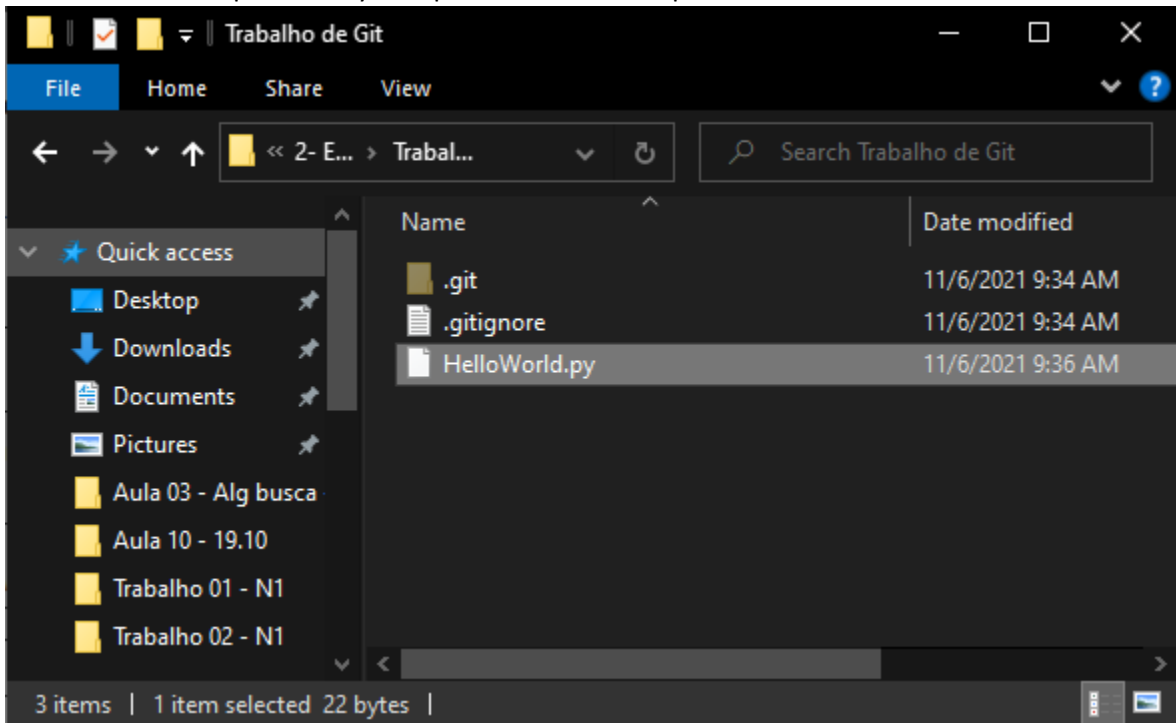 Trabalho de Git
File Home Share View
« 2- E... › Trabal... Search Trabalho de Git
Name Date modified
Quick access
Desktop
Downloads
Documents
Pictures
Aula 03 - Alg busca
Aula 10 - 19.10
Trabalho 01 - N1
Trabalho 02 - N1
.git 11/6/2021 9:34 AM
.gitignore 11/6/2021 9:34 AM
HelloWorld.py 11/6/2021 9:36 AM
3 items | 1 item selected 22 bytes |